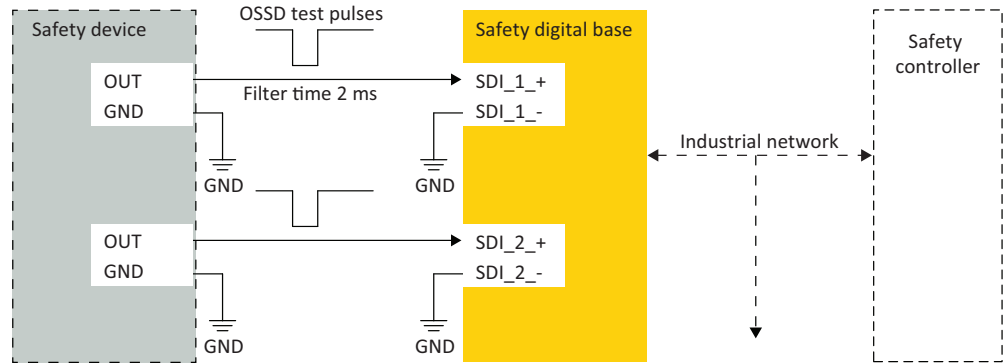 OSSD test pulses
Safety device
Safety digital base
Safety
controller
OUT
GND
Filter time 2 ms
SDI_1_+
SDI_1_-
Industrial network
GND
GND
OUT
GND
SDI_2_+
SDI_2_-
GND
GND